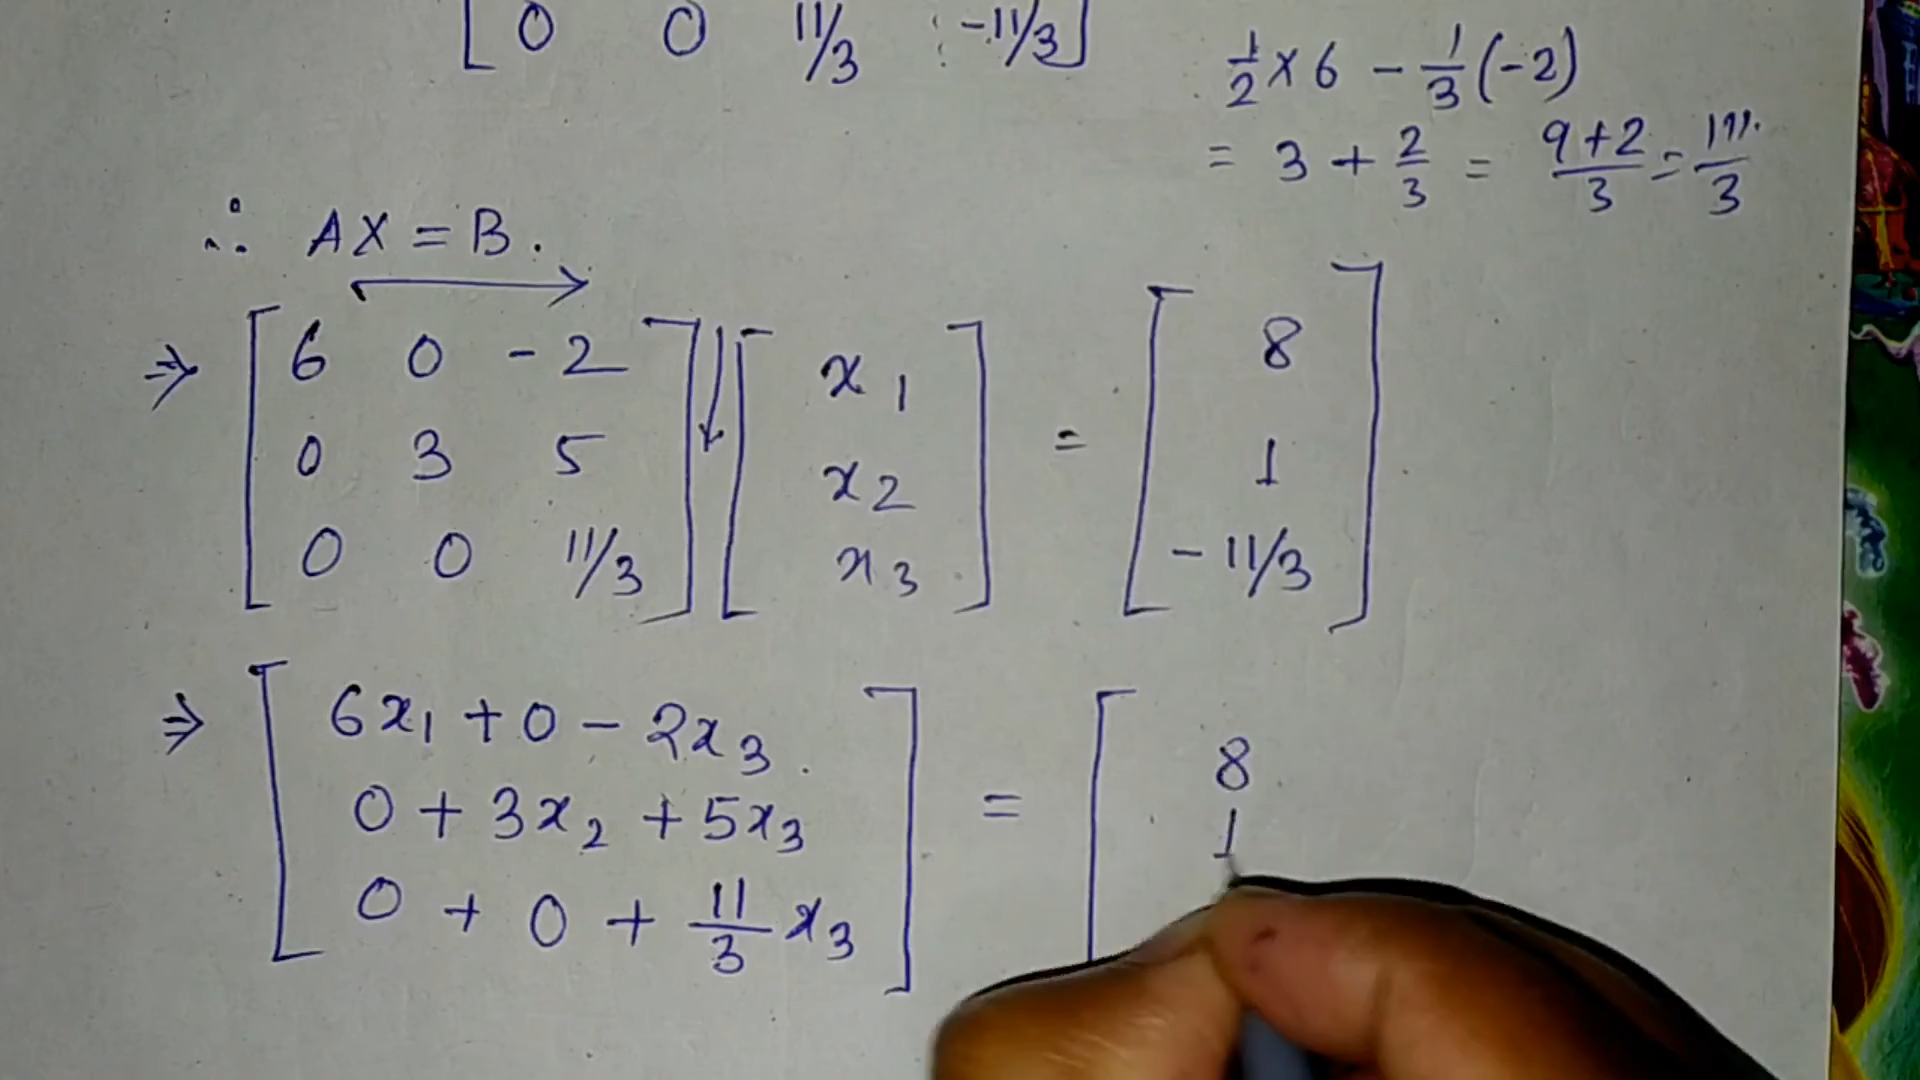 [ 0 0 11/3 : -11/3 ]
1/2 × 6 - 1/3 (-2)
= 3 + 2/3 = 9+2/3 = 11/3
∴ AX = B.
⇒ [ 6 0 -2 ] [ x1 ] = [ 8 ]
[ 0 3 5 ] [ x2 ] [ 1 ]
[ 0 0 11/3 ] [ x3 ] [ -11/3 ]
⇒ [ 6x1 + 0 - 2x3 ] = [ 8
0 + 3x2 + 5x3 1
0 + 0 + 11/3 x3